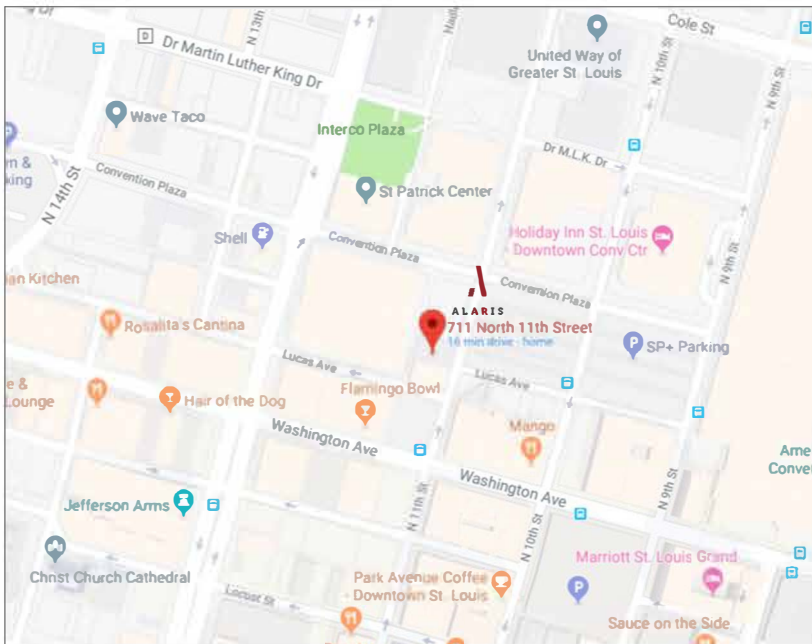 Cole St
N 13th
N 10th St
N 9th St
Dr Martin Luther King Dr
United Way of
Greater St. Louis
Wave Taco
Interco Plaza
Dr M.L.K. Dr
Convention Plaza
N 14th St
St Patrick Center
Shell
Convention Plaza
Holiday Inn St. Louis
Downtown Conv Ctr
N 9th St
Kitchen
Convention Plaza
ALARIS
711 North 11th Street
16 min drive - home
Rosalita's Cantina
SP+ Parking
Lucas Ave
Lucas Ave
Lounge
Hair of the Dog
Flamingo Bowl
Mango
Washington Ave
Washington Ave
N 9th St
Jefferson Arms
N 11th St
N 10th St
Christ Church Cathedral
Park Avenue Coffee
- Downtown St. Louis
Marriott St. Louis Grand
Locust St
Sauce on the Side
P
P
D